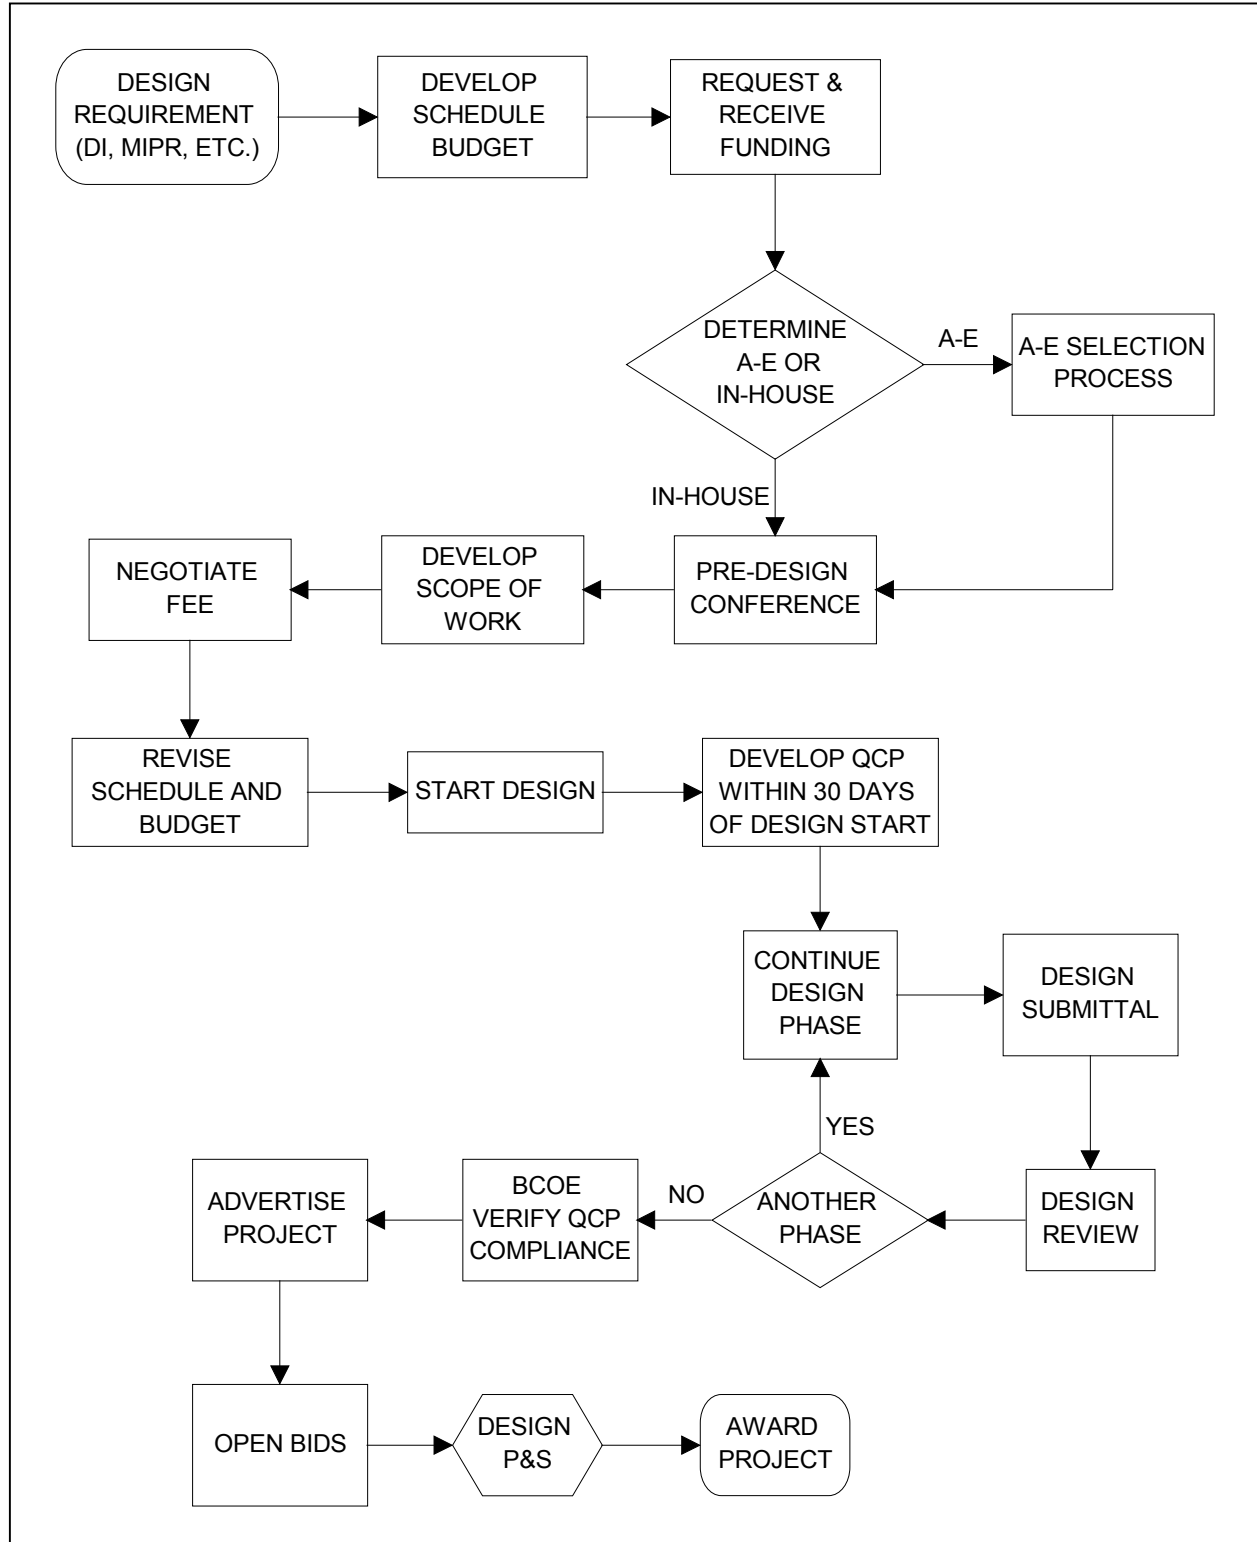 DESIGN
REQUIREMENT
(DI, MIPR, ETC.)
DEVELOP
SCHEDULE
BUDGET
REQUEST &
RECEIVE
FUNDING
DETERMINE
A-E OR
IN-HOUSE
A-E
A-E SELECTION
PROCESS
IN-HOUSE
PRE-DESIGN
CONFERENCE
DEVELOP
SCOPE OF
WORK
NEGOTIATE
FEE
REVISE
SCHEDULE AND
BUDGET
START DESIGN
DEVELOP QCP
WITHIN 30 DAYS
OF DESIGN START
CONTINUE
DESIGN
PHASE
DESIGN
SUBMITTAL
DESIGN
REVIEW
ANOTHER
PHASE
YES
NO
BCOE
VERIFY QCP
COMPLIANCE
ADVERTISE
PROJECT
OPEN BIDS
DESIGN
P&S
AWARD
PROJECT